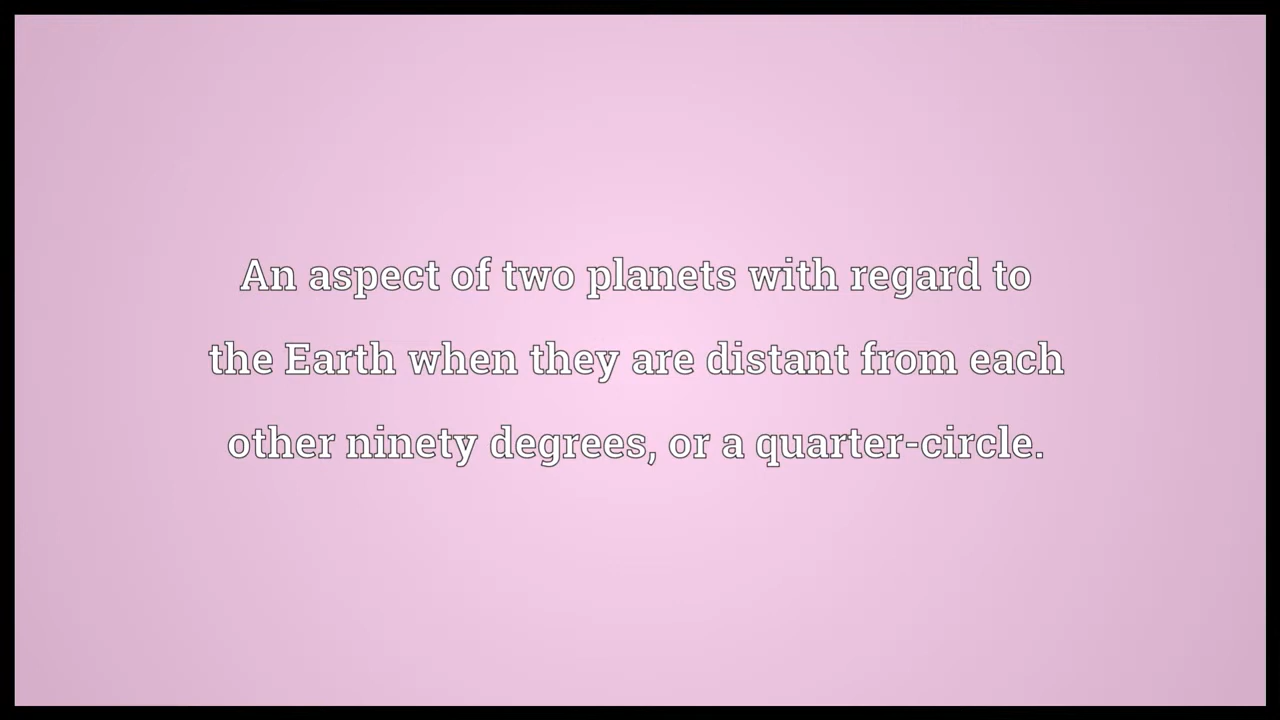 An aspect of two planets with regard to
the Earth when they are distant from each
other ninety degrees, or a quarter-circle.